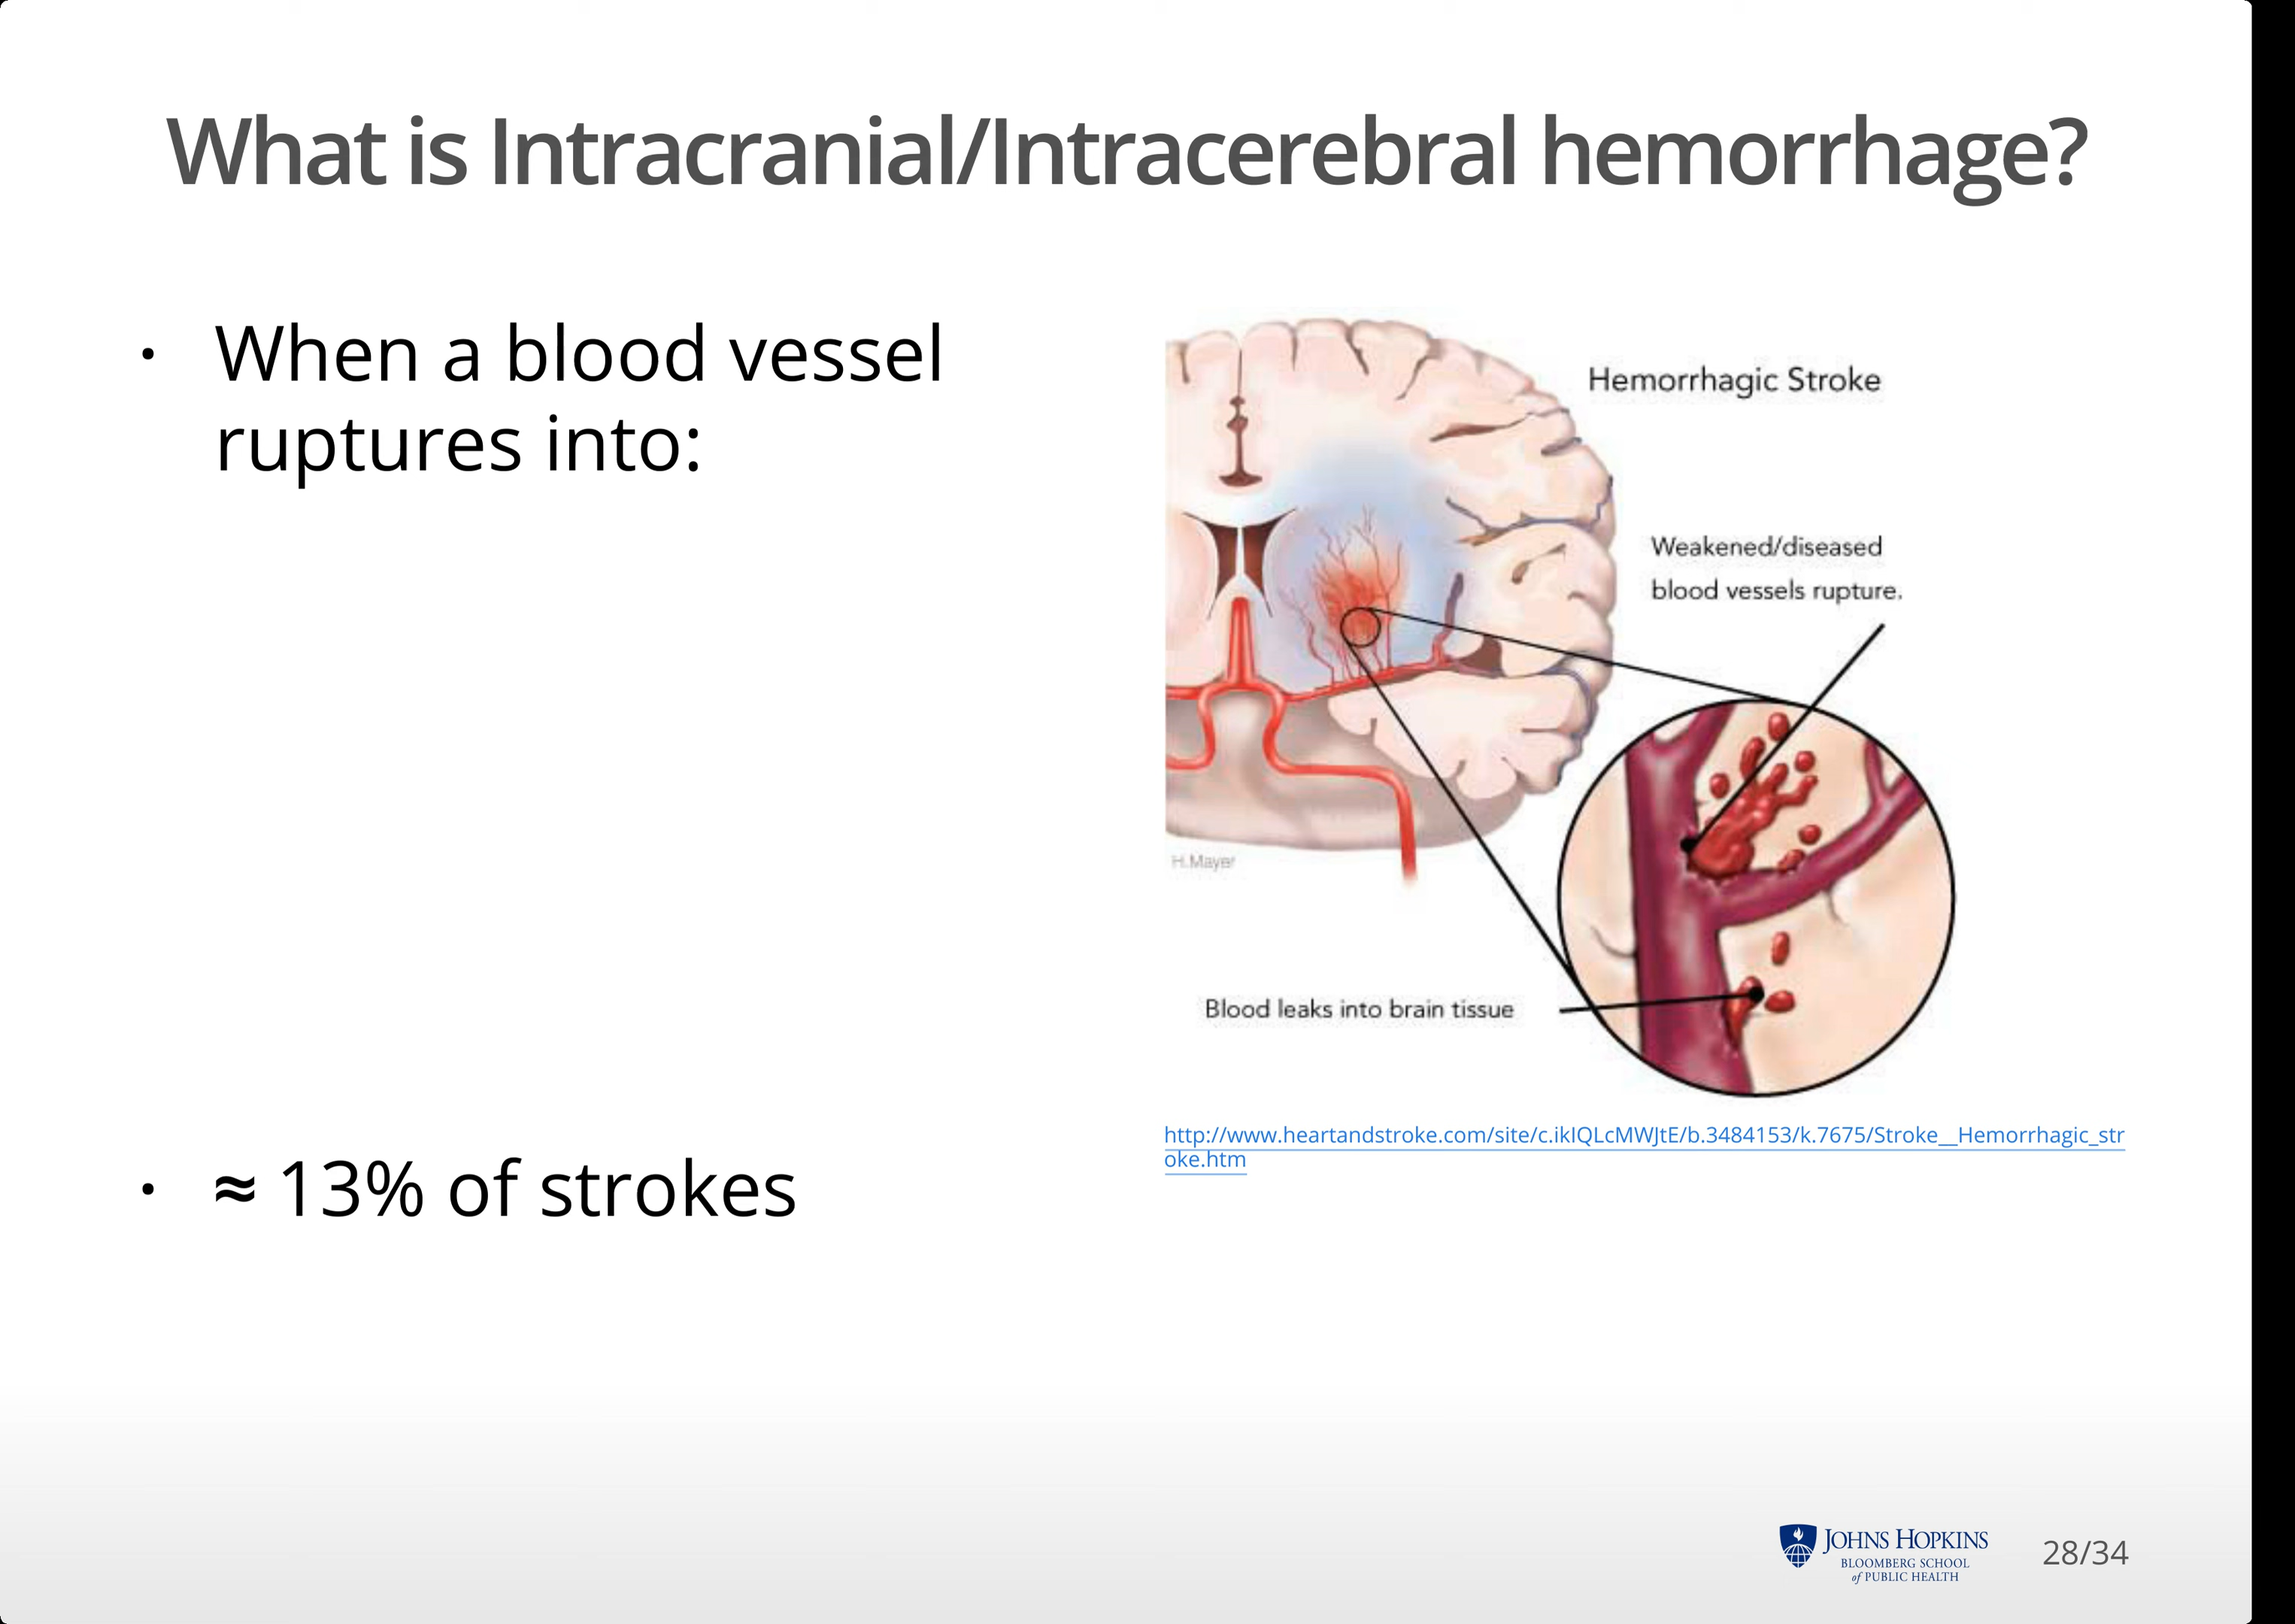 What is Intracranial/Intracerebral hemorrhage?
• When a blood vessel
ruptures into:
• ≈ 13% of strokes
Hemorrhagic Stroke
Weakened/diseased
blood vessels rupture.
H.Mayer
Blood leaks into brain tissue
http://www.heartandstroke.com/site/c.ikIQLcMWJtE/b.3484153/k.7675/Stroke__Hemorrhagic_str
oke.htm
JOHNS HOPKINS
BLOOMBERG SCHOOL
of PUBLIC HEALTH
28/34